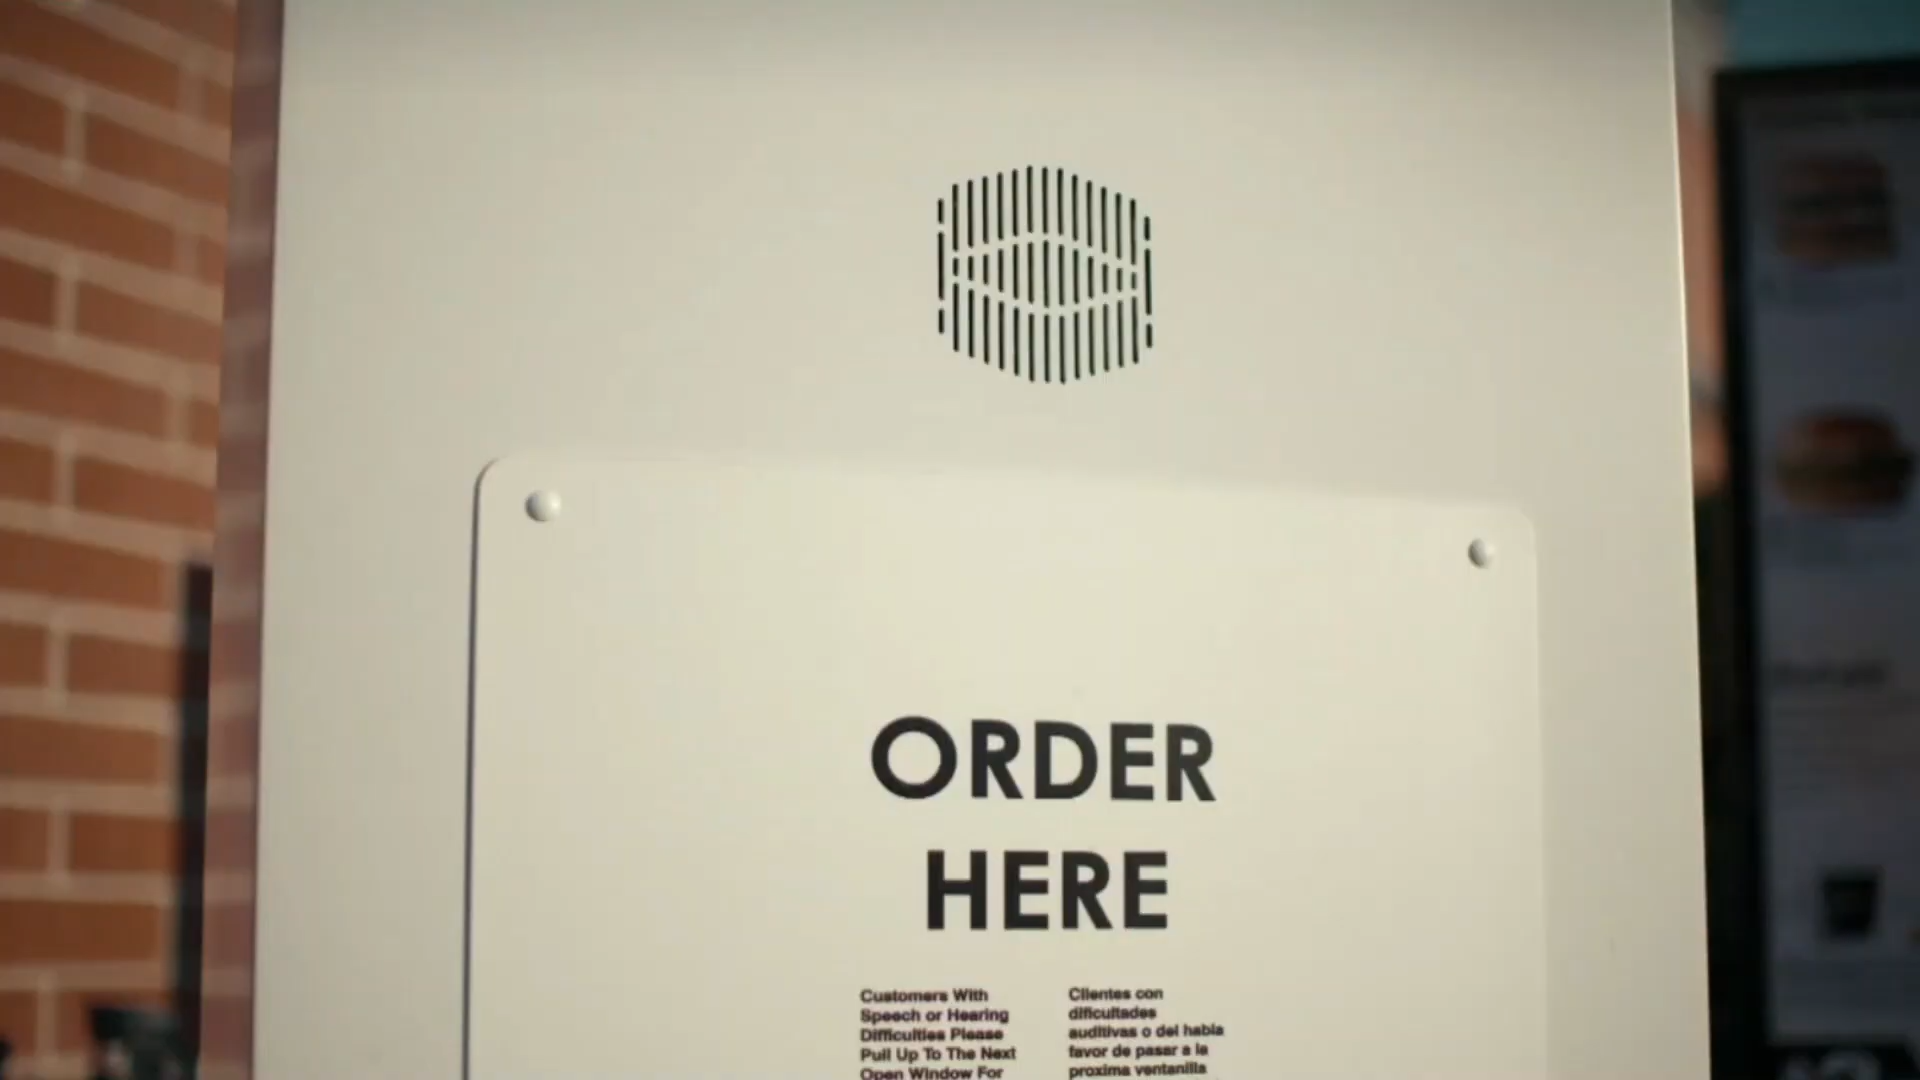 ORDER
HERE
Customers With
Speech or Hearing
Difficulties Please
Pull Up To The Next
Open Window For
Clientes con
dificultades
auditivas o del habla
favor de pasar a la
proxima ventanilla